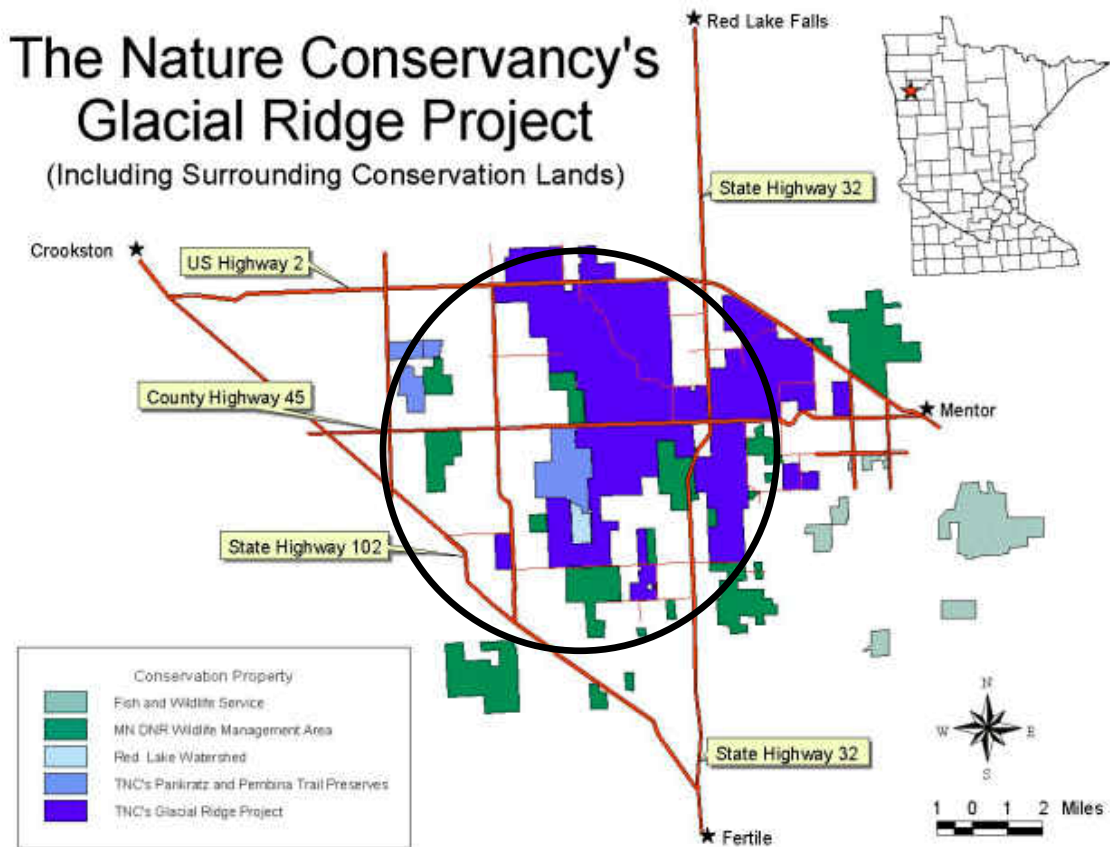 The Nature Conservancy's
Glacial Ridge Project
(Including Surrounding Conservation Lands)
Red Lake Falls
State Highway 32
Crookston
US Highway 2
County Highway 45
Mentor
State Highway 102
State Highway 32
Fertile
Conservation Property
Fish and Wildlife Service
MN DNR Wildlife Management Area
Red Lake Watershed
TNC's Pankratz and Pembina Trail Preserves
TNC's Glacial Ridge Project
N
W E
S
1 0 1 2 Miles